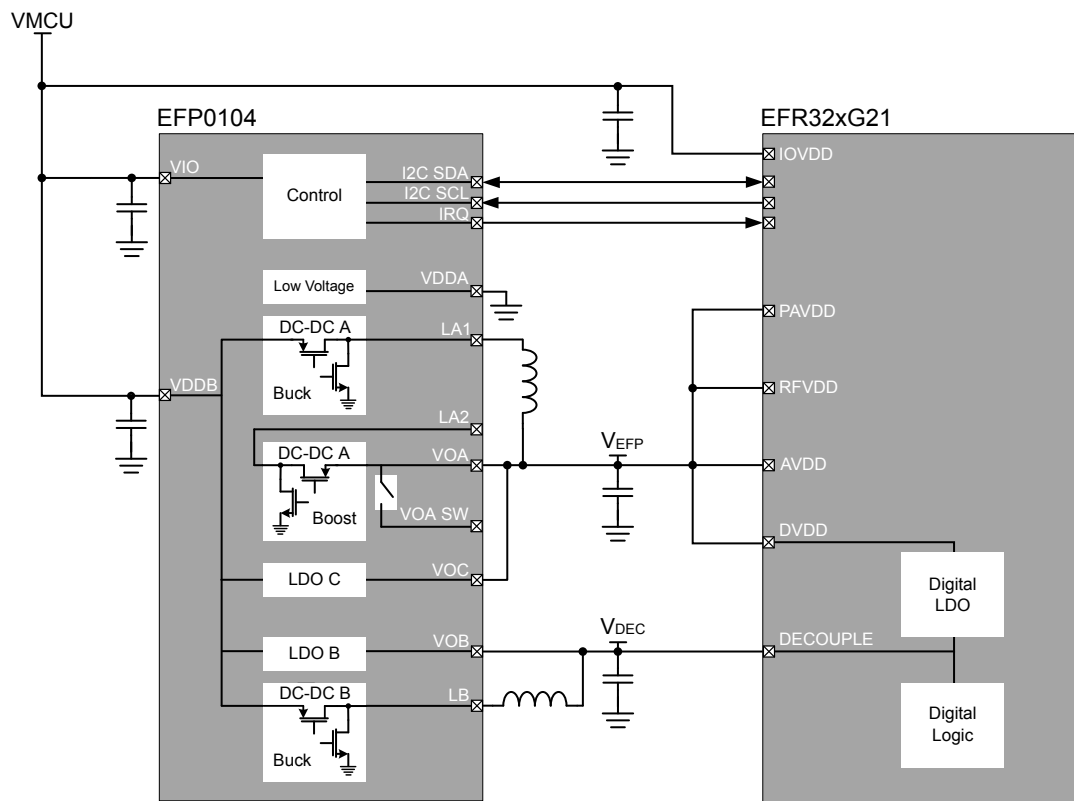 VMCU
EFP0104
EFR32xG21
VIO
IOVDD
Control
I2C SDA
I2C SCL
IRQ
Low Voltage
VDDA
DC-DC A
LA1
PAVDD
Buck
VDDB
RFVDD
LA2
DC-DC A
VOA
VEFP
AVDD
Boost
VOA SW
DVDD
LDO C
VOC
Digital
LDO
LDO B
VOB
VDEC
DECOUPLE
DC-DC B
LB
Buck
Digital
Logic